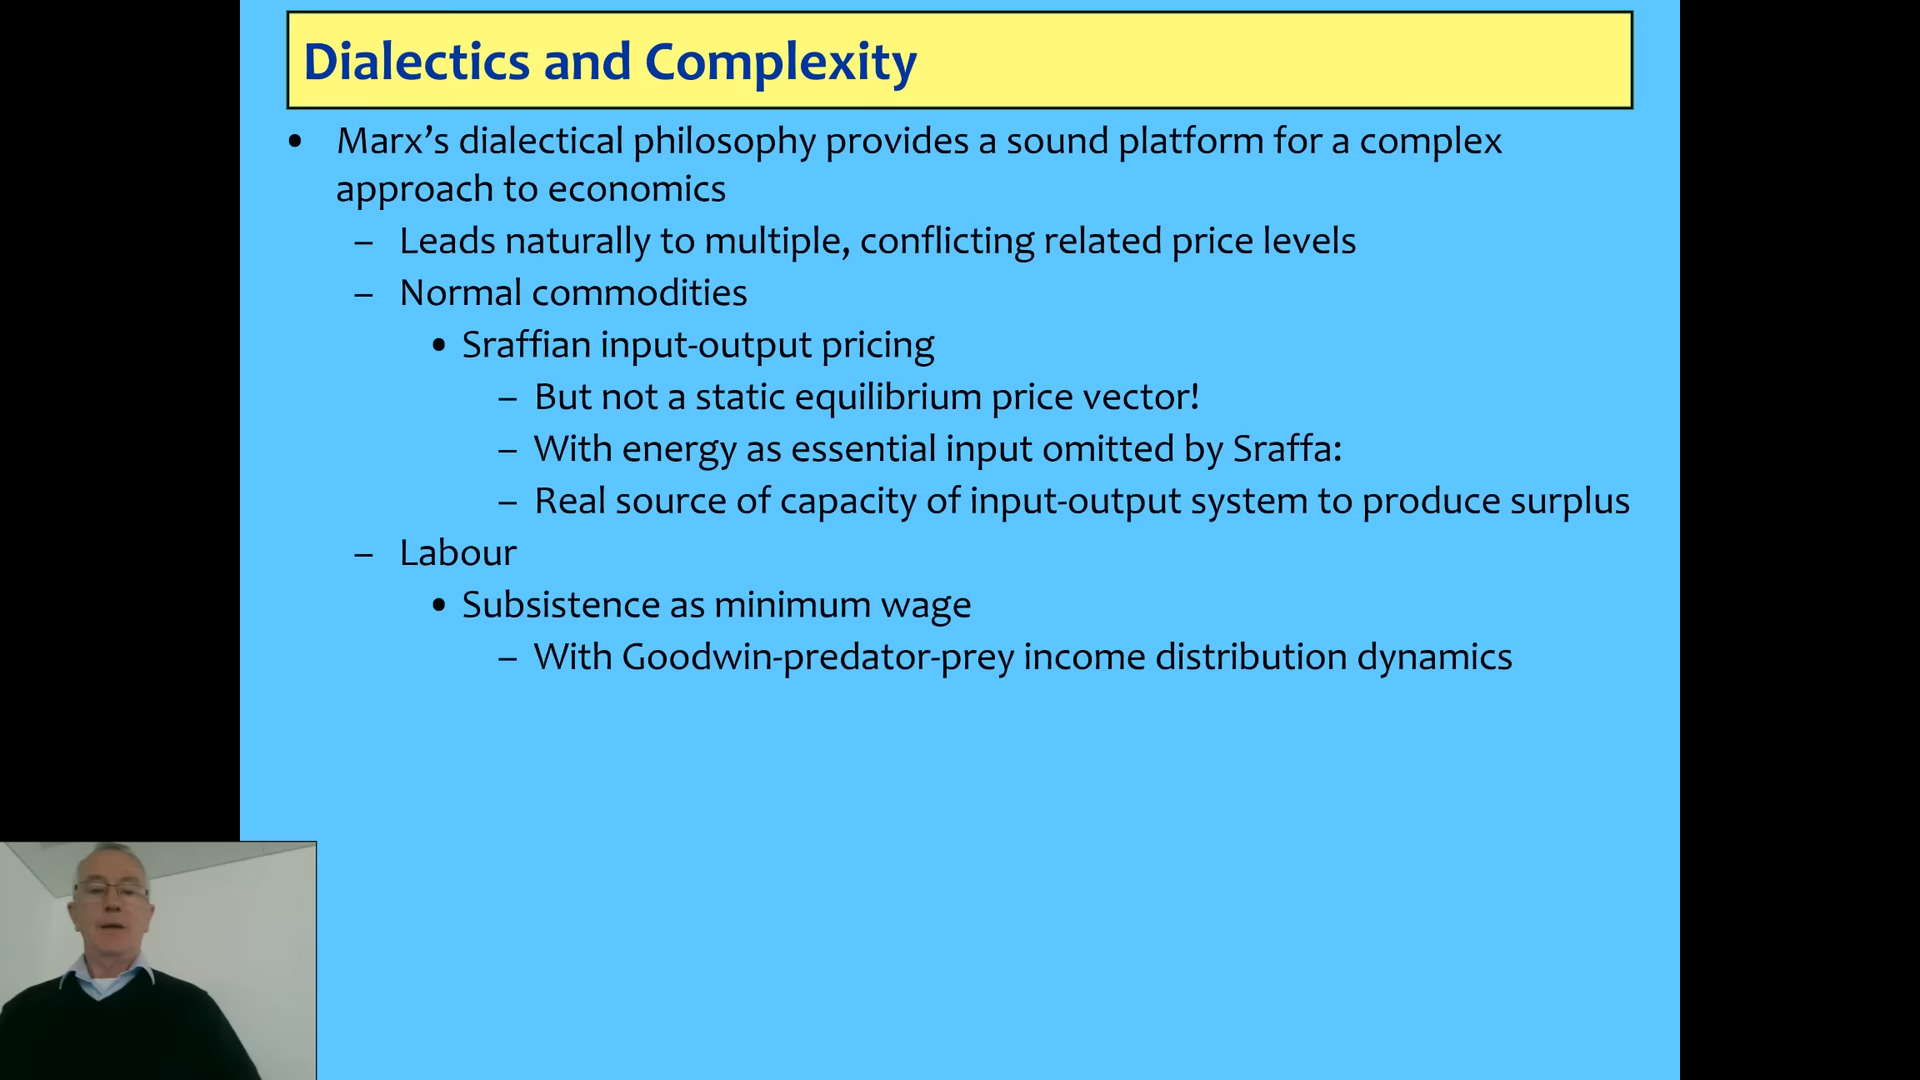 Dialectics and Complexity
• Marx’s dialectical philosophy provides a sound platform for a complex
approach to economics
– Leads naturally to multiple, conflicting related price levels
– Normal commodities
• Sraffian input-output pricing
– But not a static equilibrium price vector!
– With energy as essential input omitted by Sraffa:
– Real source of capacity of input-output system to produce surplus
– Labour
• Subsistence as minimum wage
– With Goodwin-predator-prey income distribution dynamics